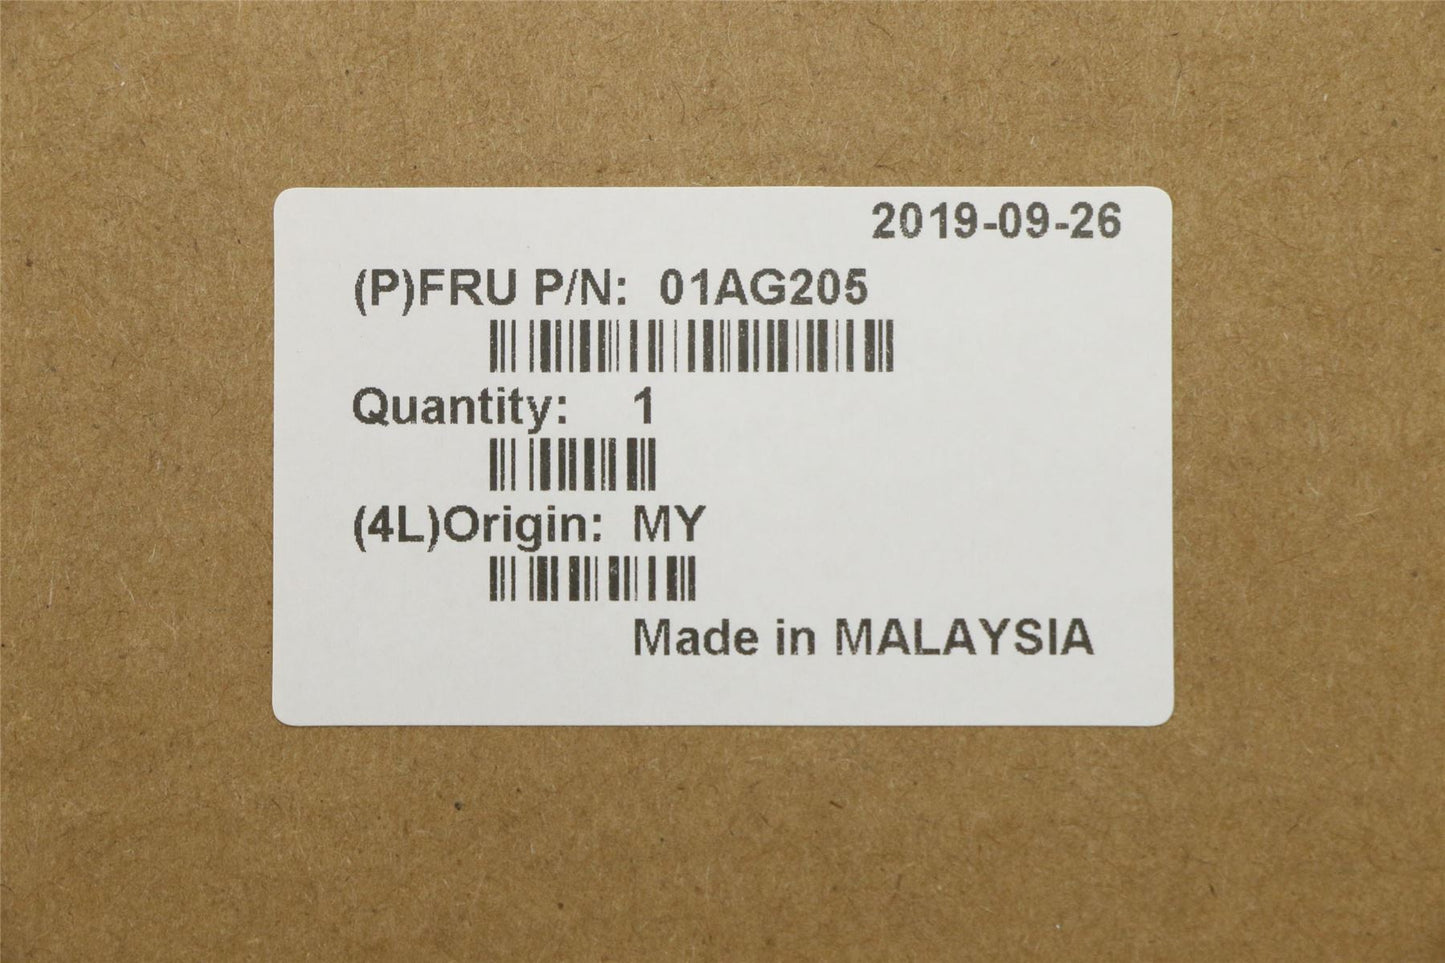 2019-09-26
(P)FRU P/N: 01AG205
Quantity: 1
(4L)Origin: MY
Made in MALAYSIA